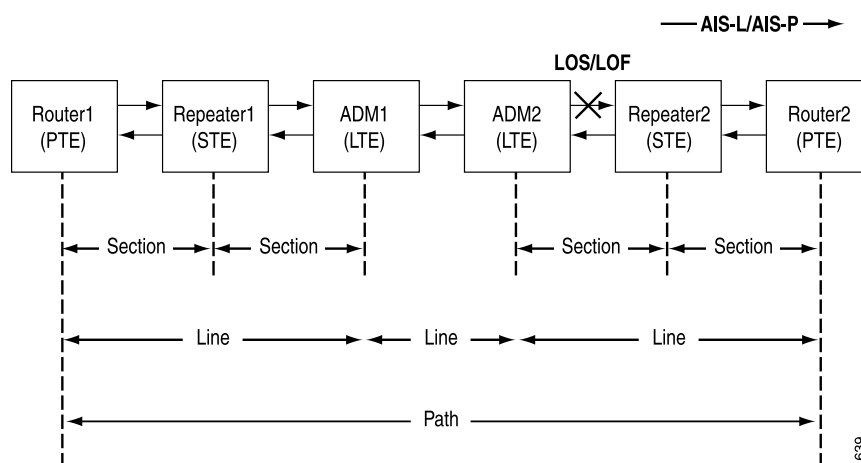 AIS-L/AIS-P
LOS/LOF
Router1
(PTE)
Repeater1
(STE)
ADM1
(LTE)
ADM2
(LTE)
Repeater2
(STE)
Router2
(PTE)
Section
Section
Section
Section
Line
Line
Line
Path